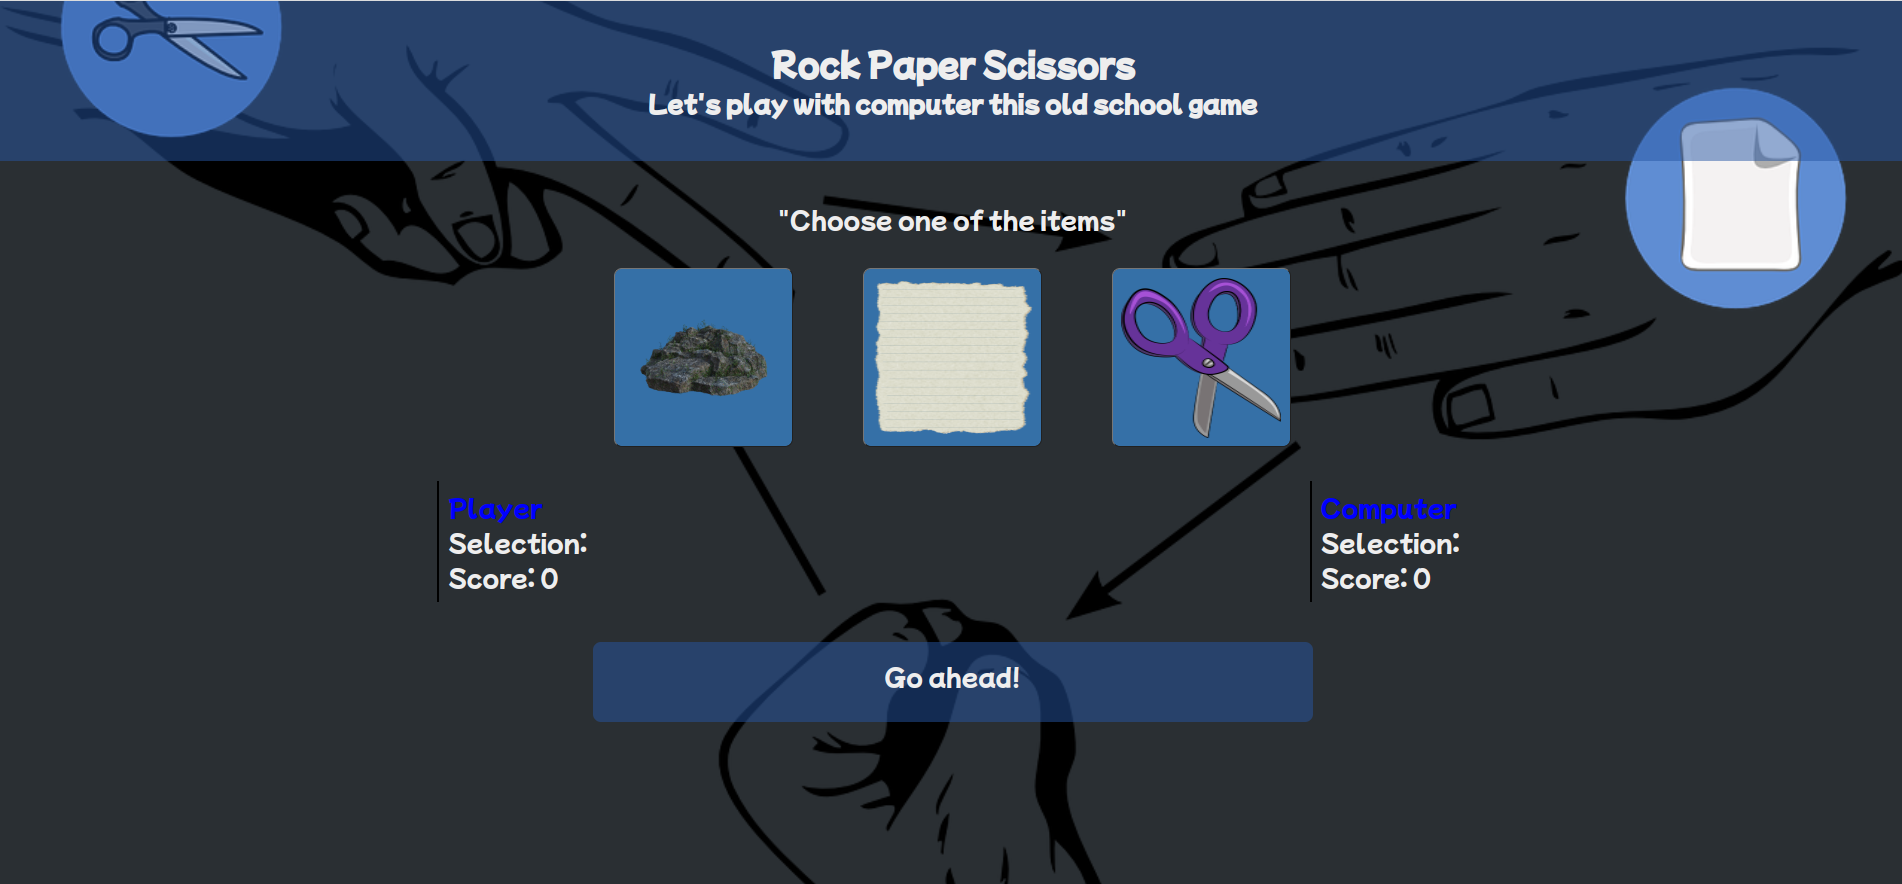 Rock Paper Scissors
Let's play with computer this old school game
"Choose one of the items"
Player
Selection:
Score: 0
Computer
Selection:
Score: 0
Go ahead!